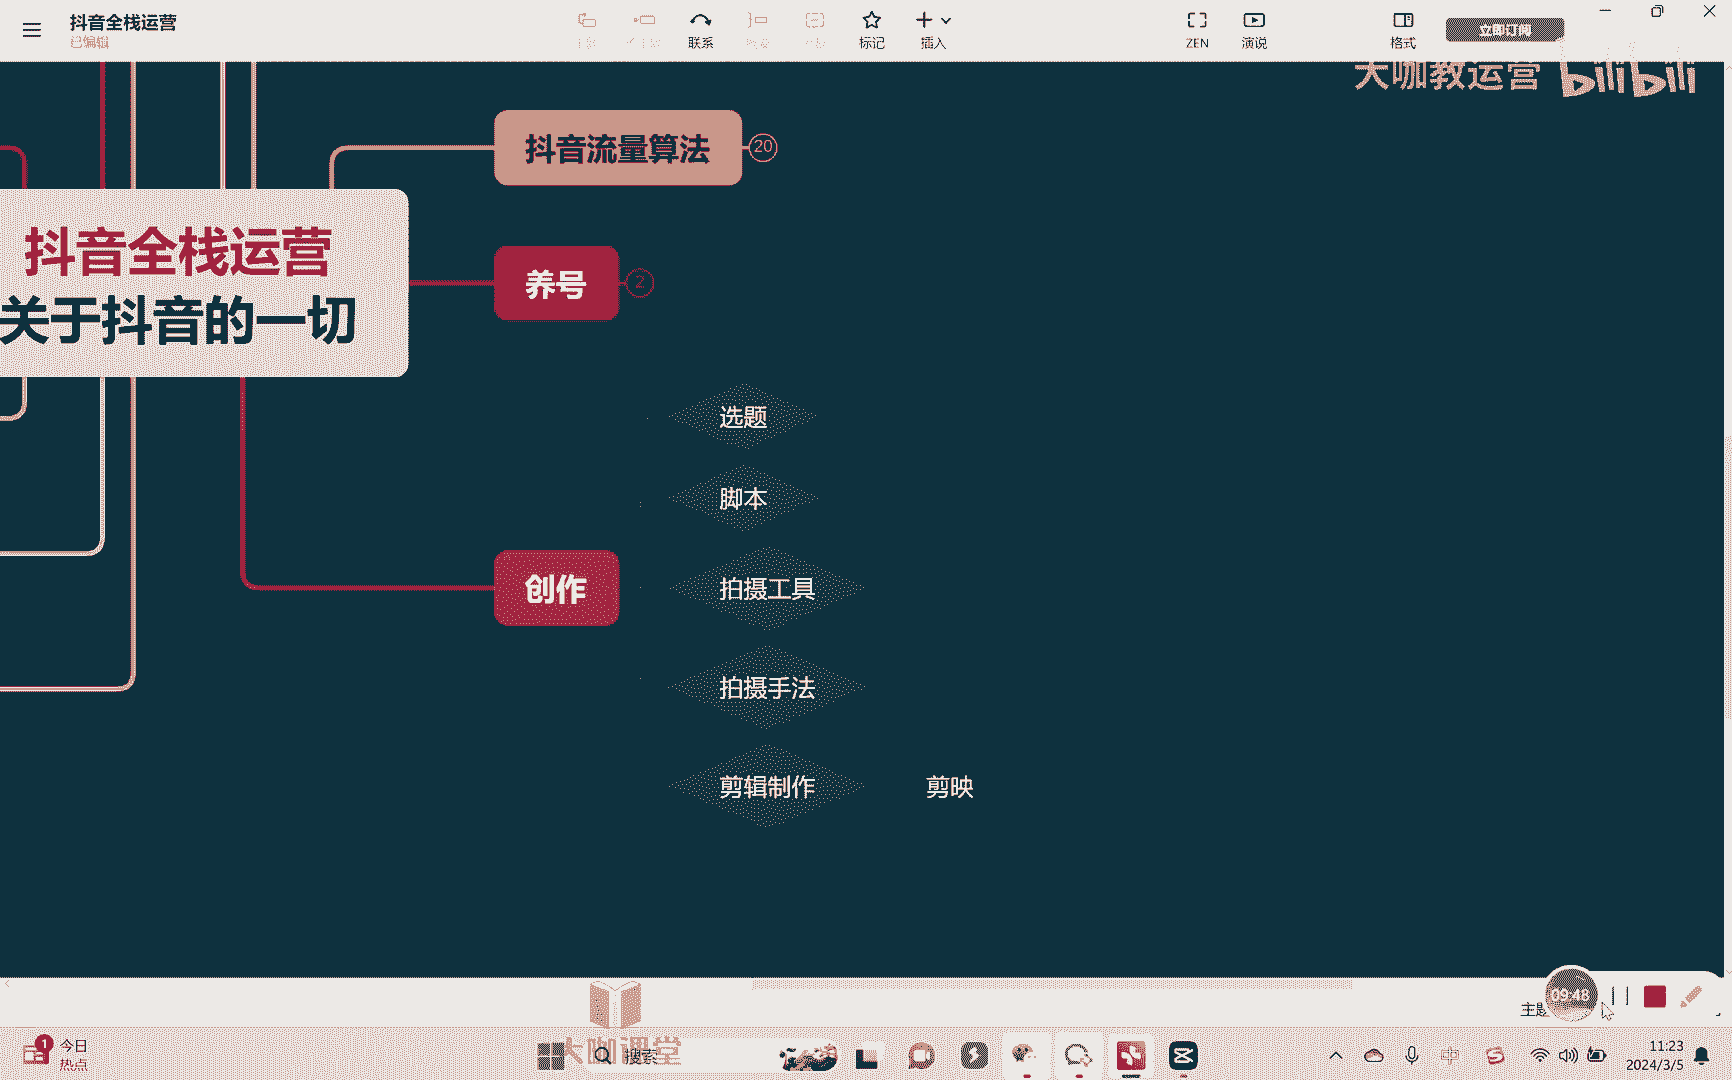 抖音全栈运营
已编辑
联系
标记
插入
ZEN
演说
格式
立即订阅
大咖教运营 bilibili
抖音流量算法
20
抖音全栈运营
关于抖音的一切
养号
2
选题
脚本
拍摄工具
创作
拍摄手法
剪辑制作
剪映
09:48
主题
1
今日
热点
大咖课堂
搜索
中
11:23
2024/3/5